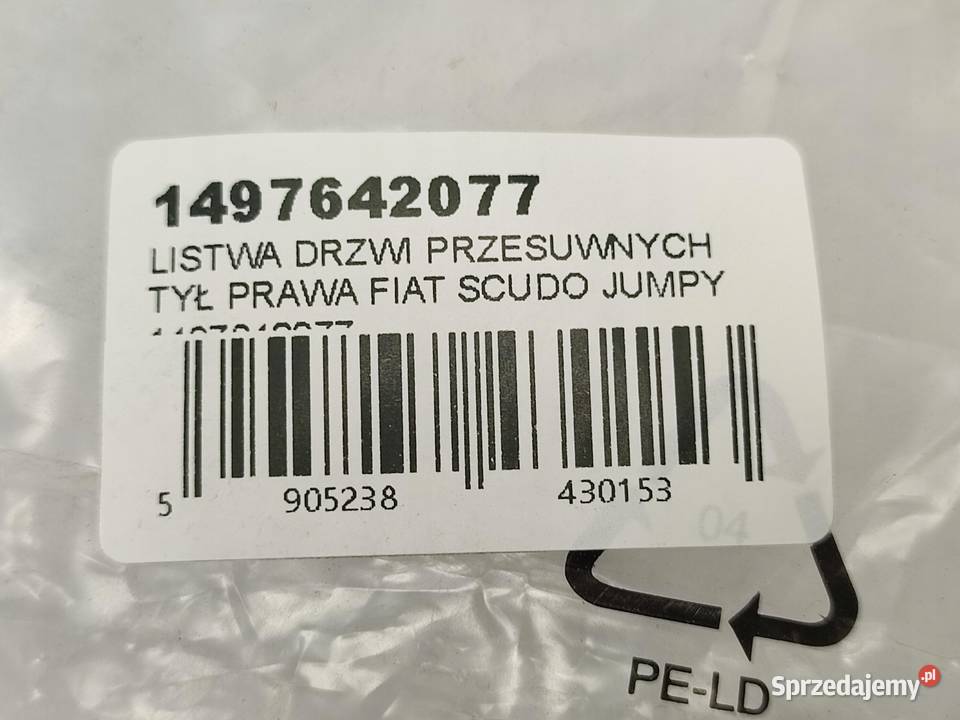 1497642077
LISTWA DRZWI PRZESUWNYCH
TYŁ PRAWA FIAT SCUDO JUMPY
5 905238 430153
04
PE-LD
Sprzedajemy.pl